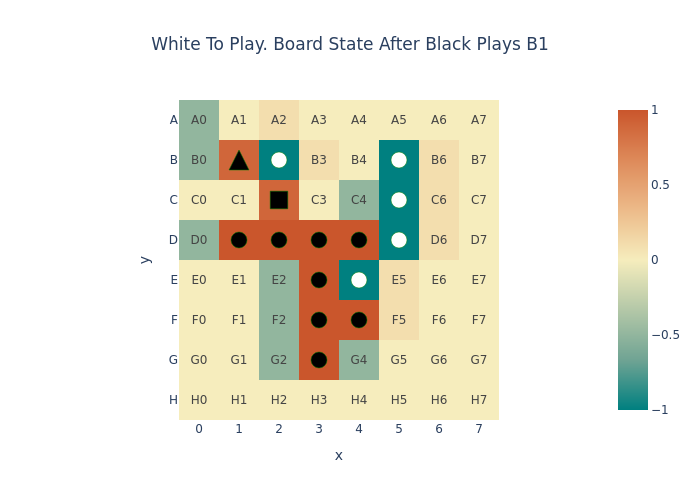 White To Play. Board State After Black Plays B1
A A0 A1 A2 A3 A4 A5 A6 A7
B B0 B3 B4 B6 B7
C C0 C1 C3 C4 C6 C7
D D0 D6 D7
E E0 E1 E2 E5 E6 E7
F F0 F1 F2 F5 F6 F7
G G0 G1 G2 G4 G5 G6 G7
H H0 H1 H2 H3 H4 H5 H6 H7
0 1 2 3 4 5 6 7
x
y
1
0.5
0
−0.5
−1